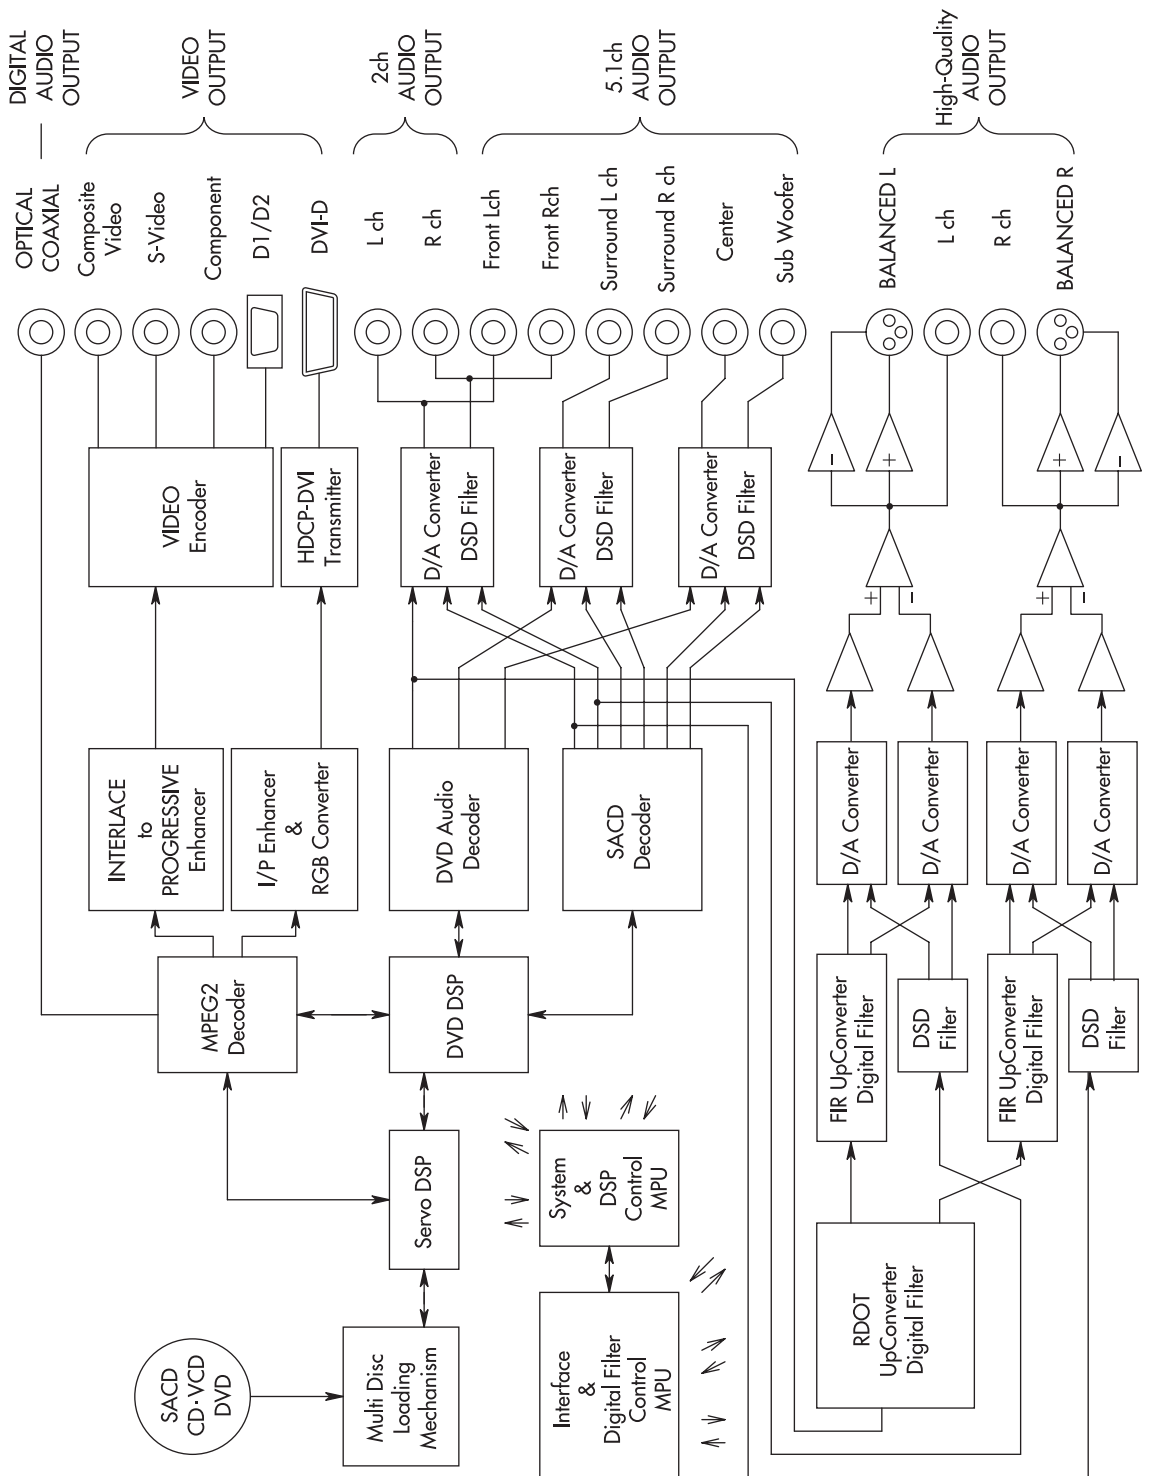 DIGITAL
AUDIO
OUTPUT
VIDEO
OUTPUT
2ch
AUDIO
OUTPUT
5.1ch
AUDIO
OUTPUT
High-Quality
AUDIO
OUTPUT
OPTICAL
COAXIAL
Composite
Video
S-Video
Component
D1/D2
DVI-D
L ch
R ch
Front Lch
Front Rch
Surround L ch
Surround R ch
Center
Sub Woofer
BALANCED L
L ch
R ch
BALANCED R
VIDEO
Encoder
HDCP-DVI
Transmitter
D/A Converter
DSD Filter
D/A Converter
DSD Filter
D/A Converter
DSD Filter
−
+
+
−
+
−
+
−
INTERLACE
to
PROGRESSIVE
Enhancer
I/P Enhancer
&
RGB Converter
DVD Audio
Decoder
SACD
Decoder
D/A Converter
D/A Converter
D/A Converter
D/A Converter
MPEG2
Decoder
DVD DSP
FIR UpConverter
Digital Filter
DSD
Filter
FIR UpConverter
Digital Filter
DSD
Filter
Servo DSP
System
&
DSP
Control
MPU
SACD
CD·VCD
DVD
Multi Disc
Loading
Mechanism
Interface
&
Digital Filter
Control
MPU
RDOT
UpConverter
Digital Filter